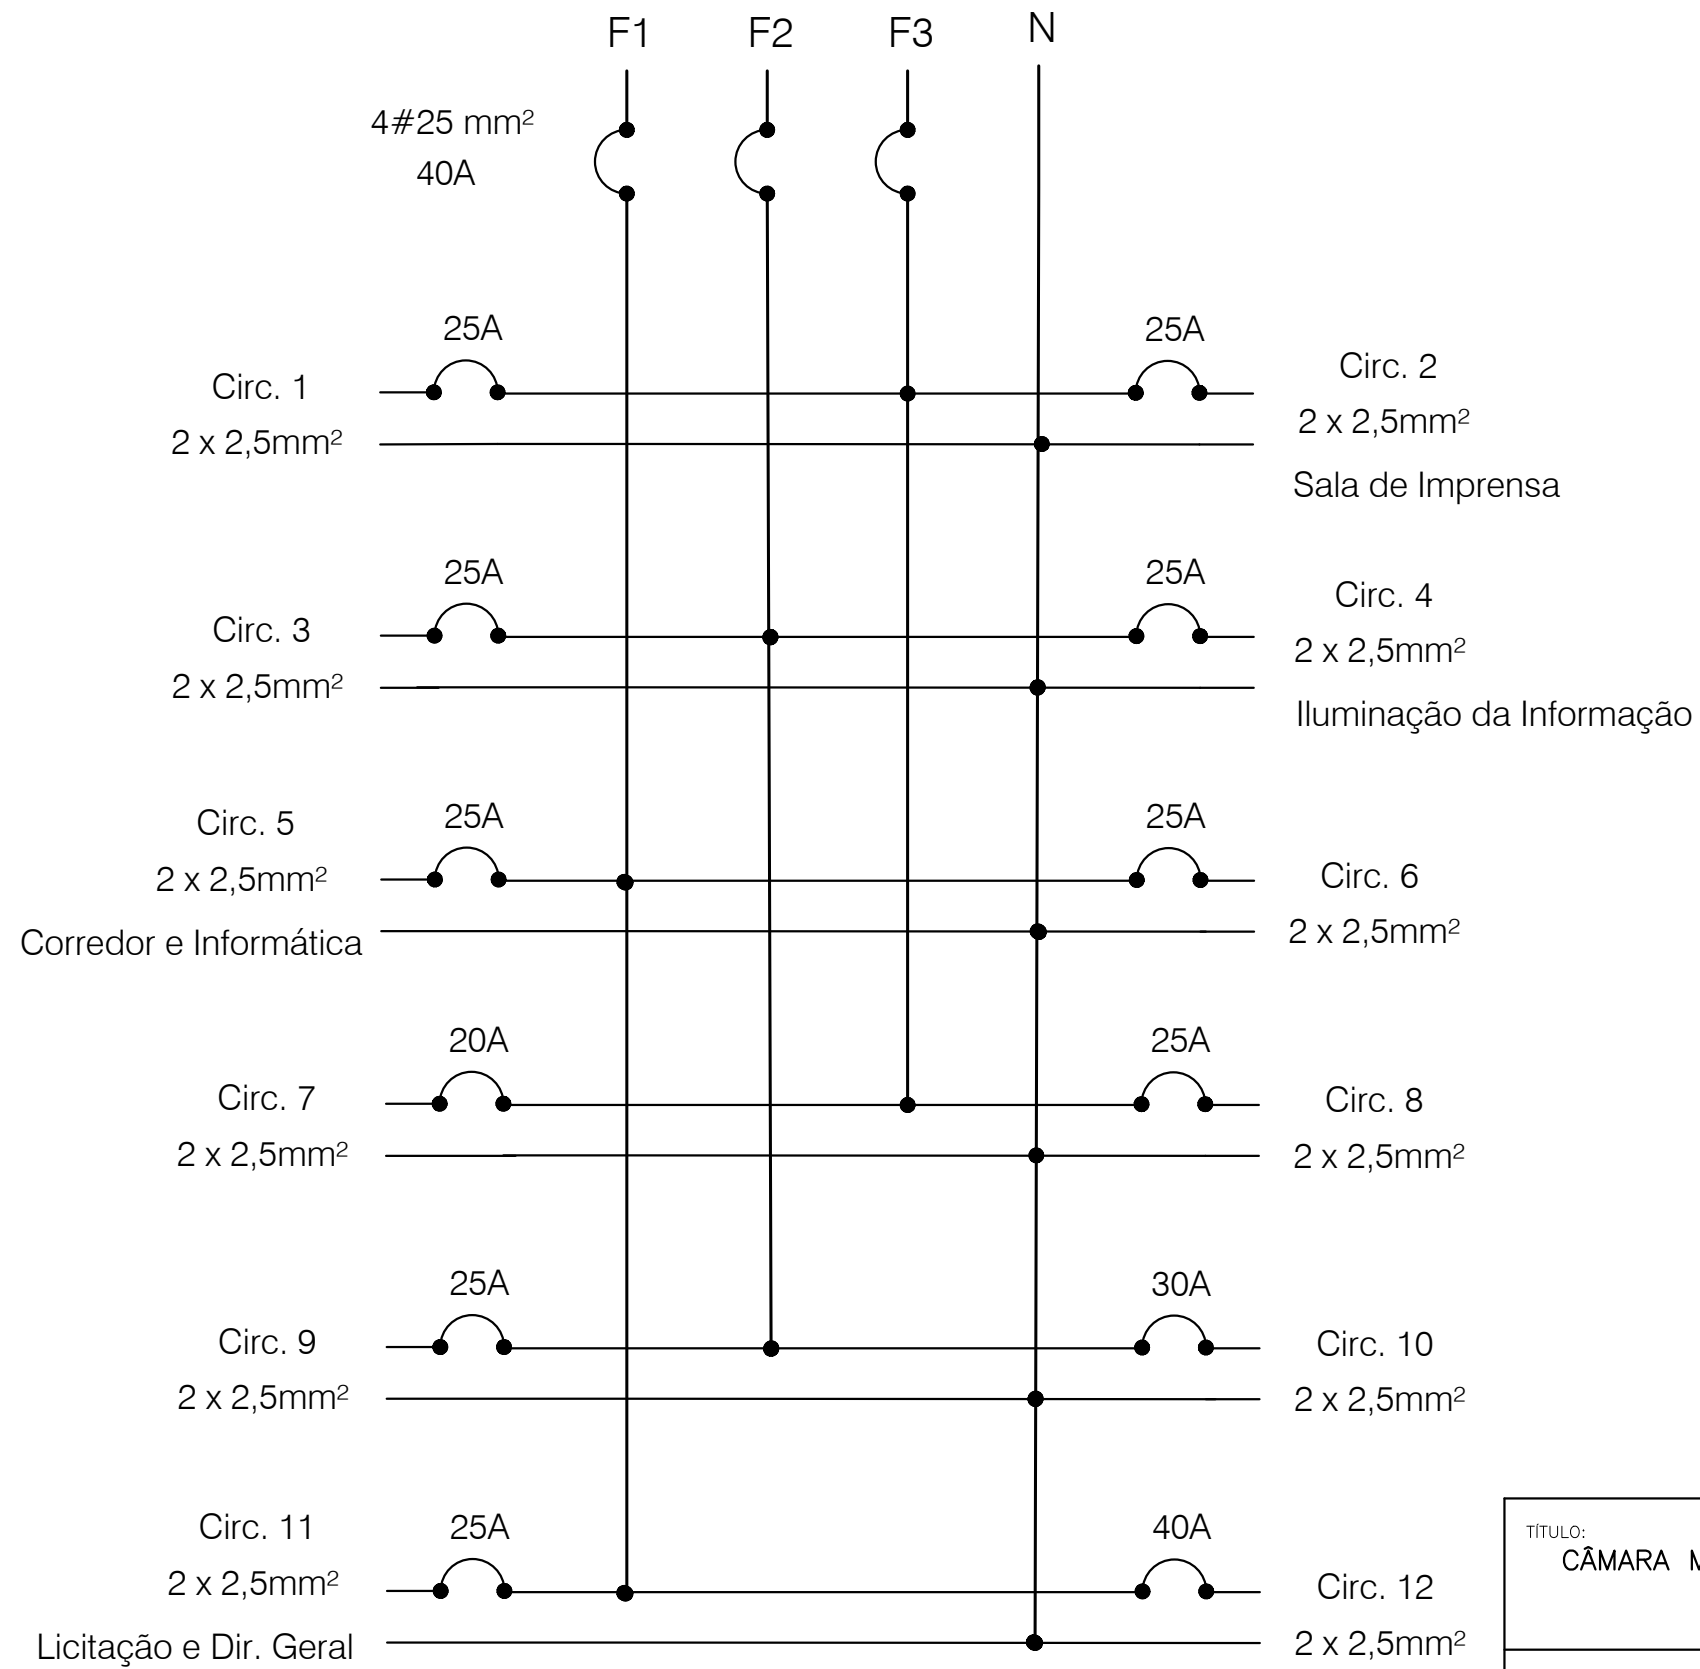 F1 F2 F3 N
4#25 mm²
40A
25A 25A
Circ. 1
2 x 2,5mm²
Circ. 2
2 x 2,5mm²
Sala de Imprensa
25A 25A
Circ. 3
2 x 2,5mm²
Circ. 4
2 x 2,5mm²
Iluminação da Informação
25A 25A
Circ. 5
2 x 2,5mm²
Corredor e Informática
Circ. 6
2 x 2,5mm²
20A 25A
Circ. 7
2 x 2,5mm²
Circ. 8
2 x 2,5mm²
25A 30A
Circ. 9
2 x 2,5mm²
Circ. 10
2 x 2,5mm²
25A 40A
Circ. 11
2 x 2,5mm²
Licitação e Dir. Geral
Circ. 12
2 x 2,5mm²
TÍTULO:
CÂMARA